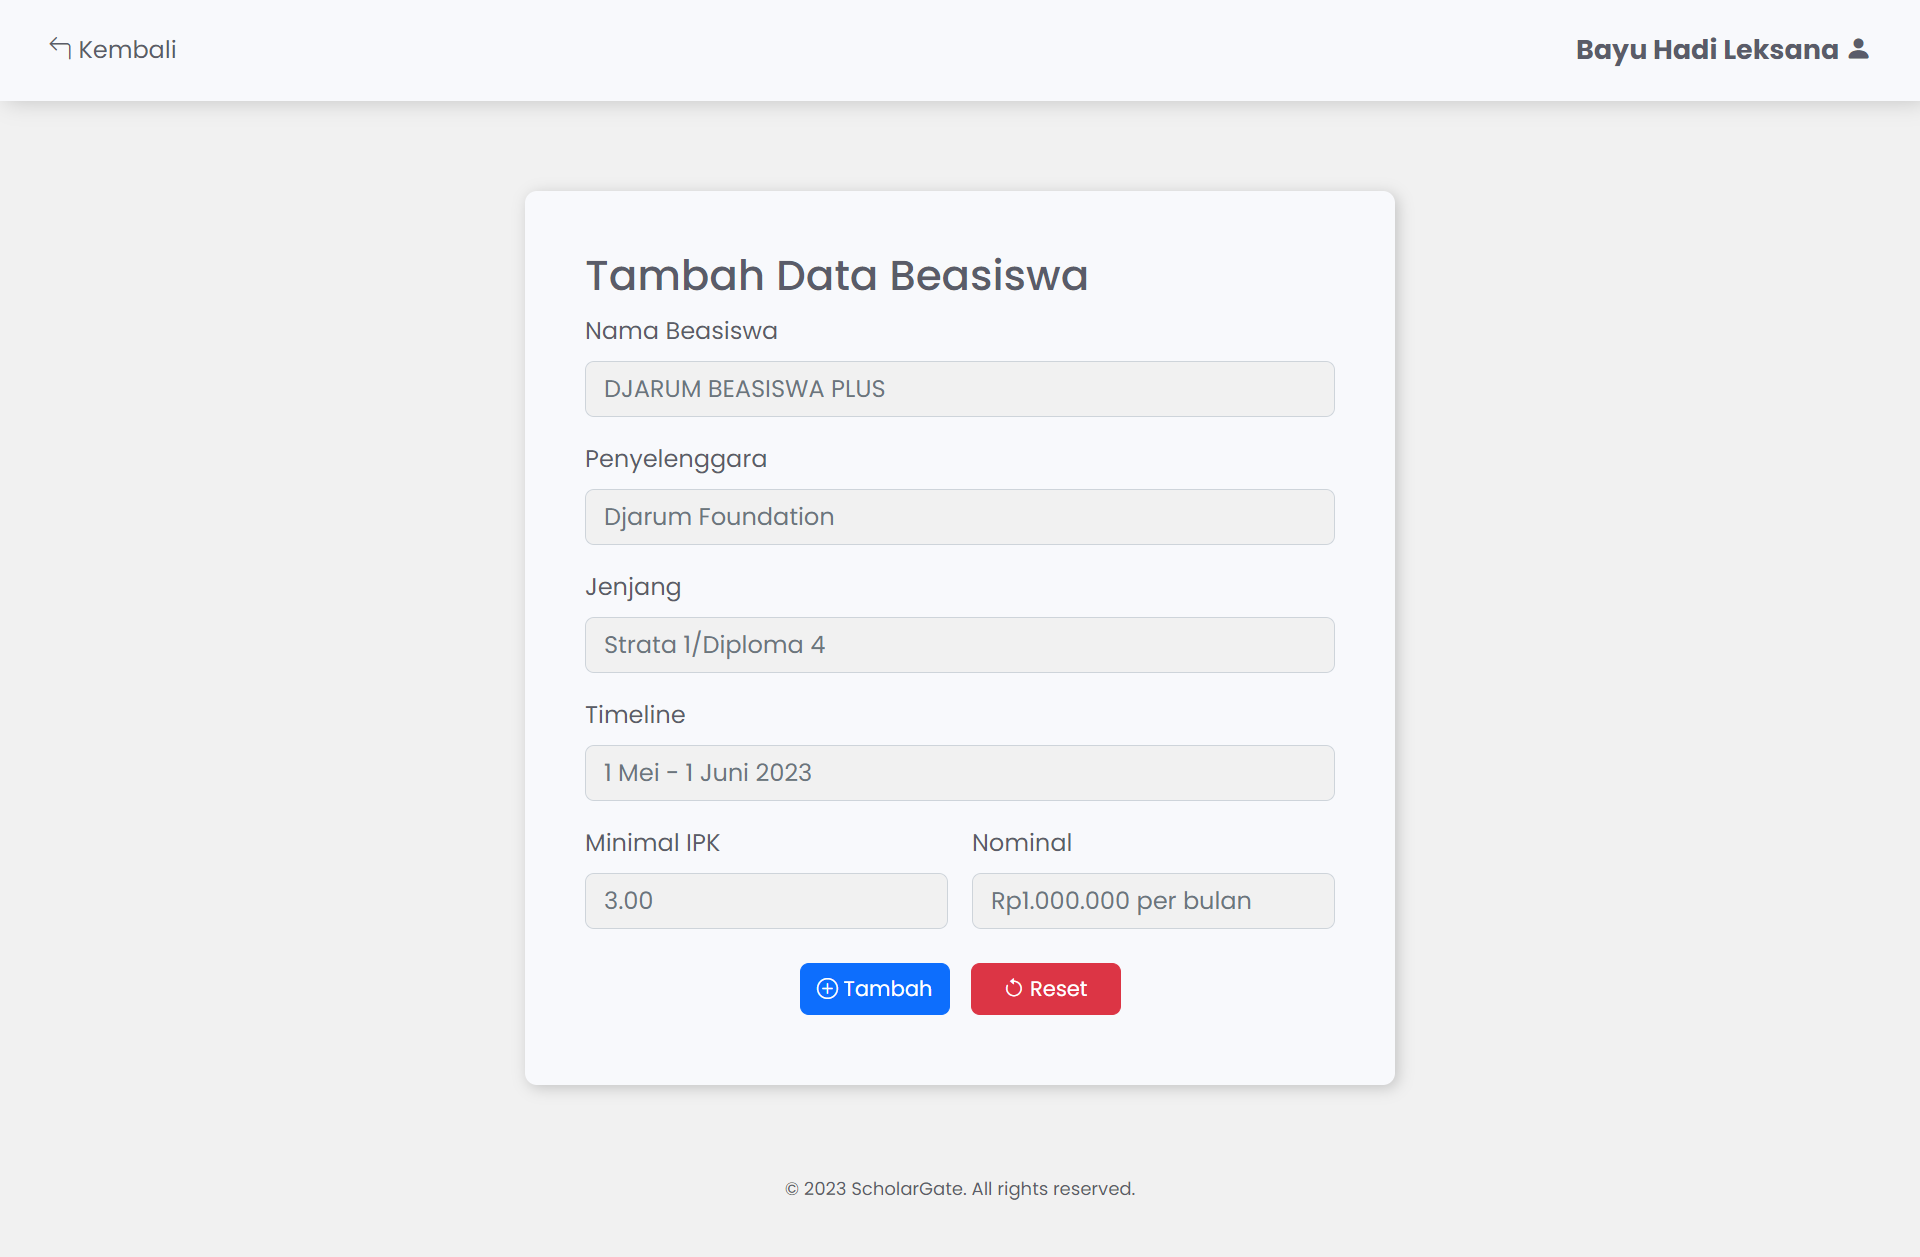 Kembali
Bayu Hadi Leksana
Tambah Data Beasiswa
Nama Beasiswa
DJARUM BEASISWA PLUS
Penyelenggara
Djarum Foundation
Jenjang
Strata 1/Diploma 4
Timeline
1 Mei - 1 Juni 2023
Minimal IPK
Nominal
3.00
Rp1.000.000 per bulan
Tambah
Reset
© 2023 ScholarGate. All rights reserved.